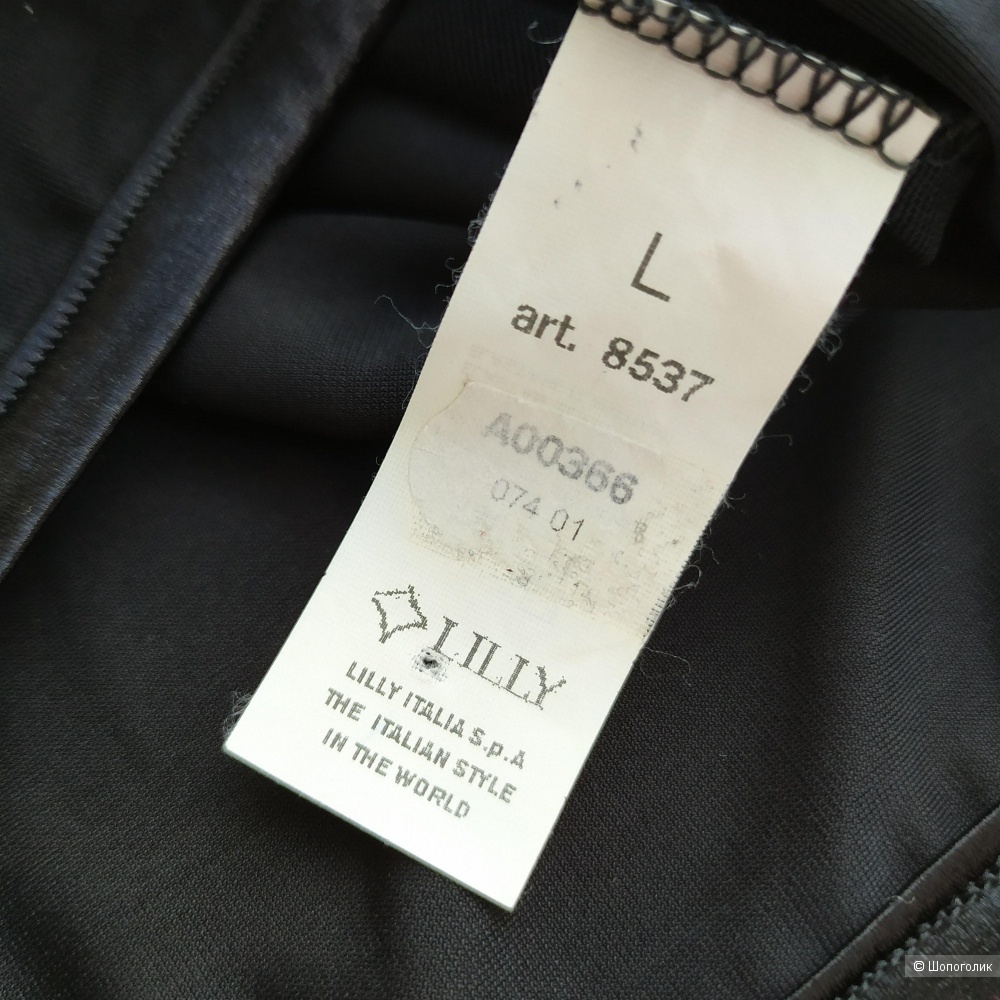 L
art. 8537
A00366
074 01
LILLY
LILLY ITALIA S.p.A
THE ITALIAN STYLE
IN THE WORLD
© Шопоголик